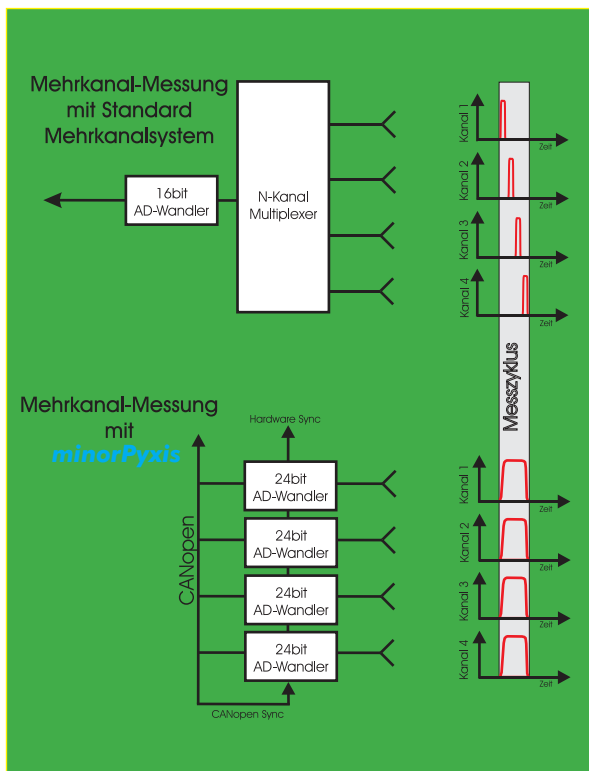 Mehrkanal-Messung
mit Standard
Mehrkanalsystem
16bit
AD-Wandler
N-Kanal
Multiplexer
Kanal 1
Zeit
Kanal 2
Zeit
Kanal 3
Zeit
Kanal 4
Zeit
Messzyklus
Mehrkanal-Messung
mit
minorPyxis
Hardware Sync
CANopen
24bit
AD-Wandler
24bit
AD-Wandler
24bit
AD-Wandler
24bit
AD-Wandler
CANopen Sync
Kanal 1
Zeit
Kanal 2
Zeit
Kanal 3
Zeit
Kanal 4
Zeit